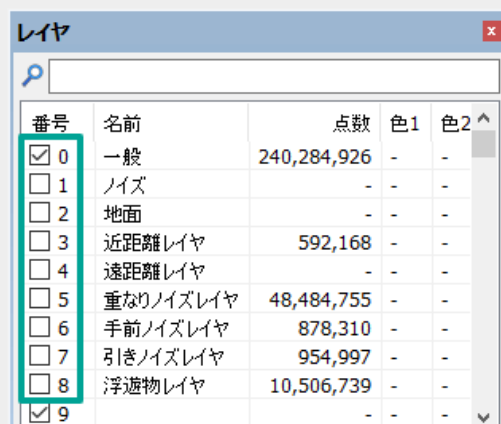 レイヤ
番号 名前 点数 色1 色2
0 一般 240,284,926 - -
1 ノイズ - - -
2 地面 - - -
3 近距離レイヤ 592,168 - -
4 遠距離レイヤ - - -
5 重なりノイズレイヤ 48,484,755 - -
6 手前ノイズレイヤ 878,310 - -
7 引きノイズレイヤ 954,997 - -
8 浮遊物レイヤ 10,506,739 - -
9 - - -